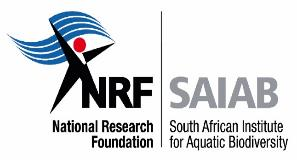 NRF
National Research
Foundation
SAIAB
South African Institute
for Aquatic Biodiversity